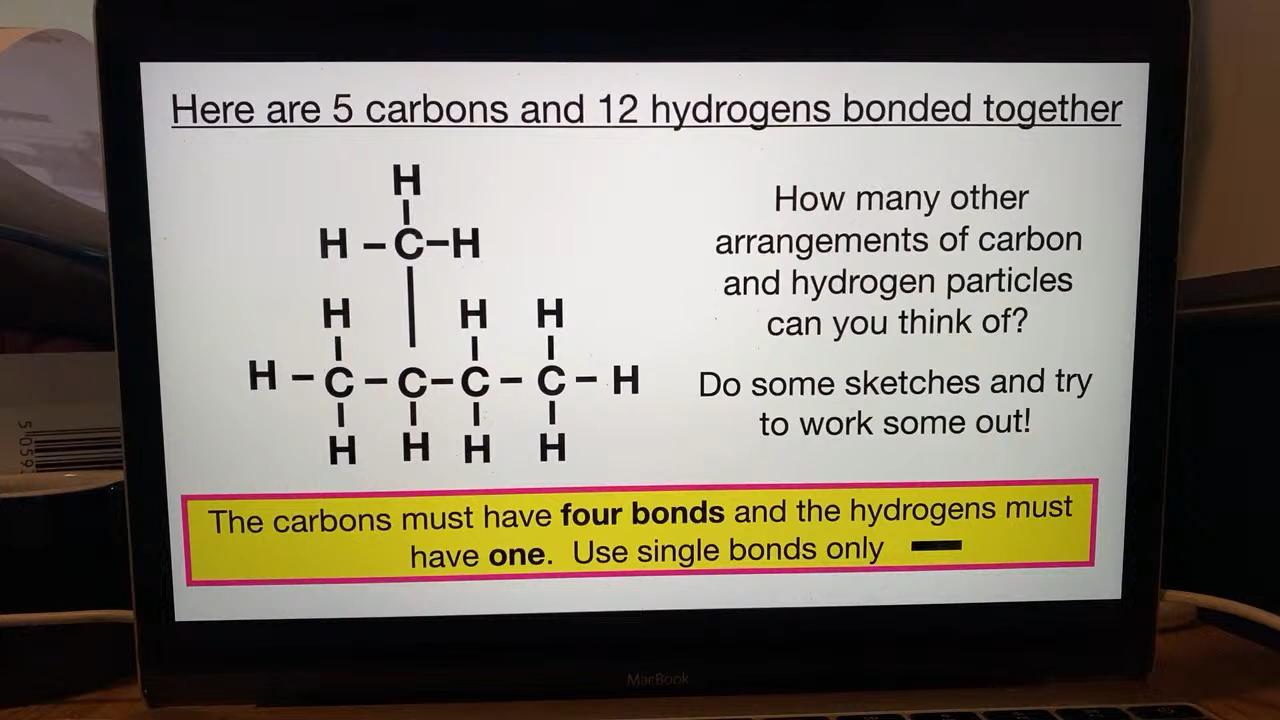 Here are 5 carbons and 12 hydrogens bonded together
H
H – C – H
H H H
H – C – C – C – C – H
H H H H
How many other
arrangements of carbon
and hydrogen particles
can you think of?
Do some sketches and try
to work some out!
The carbons must have four bonds and the hydrogens must
have one. Use single bonds only
MacBook